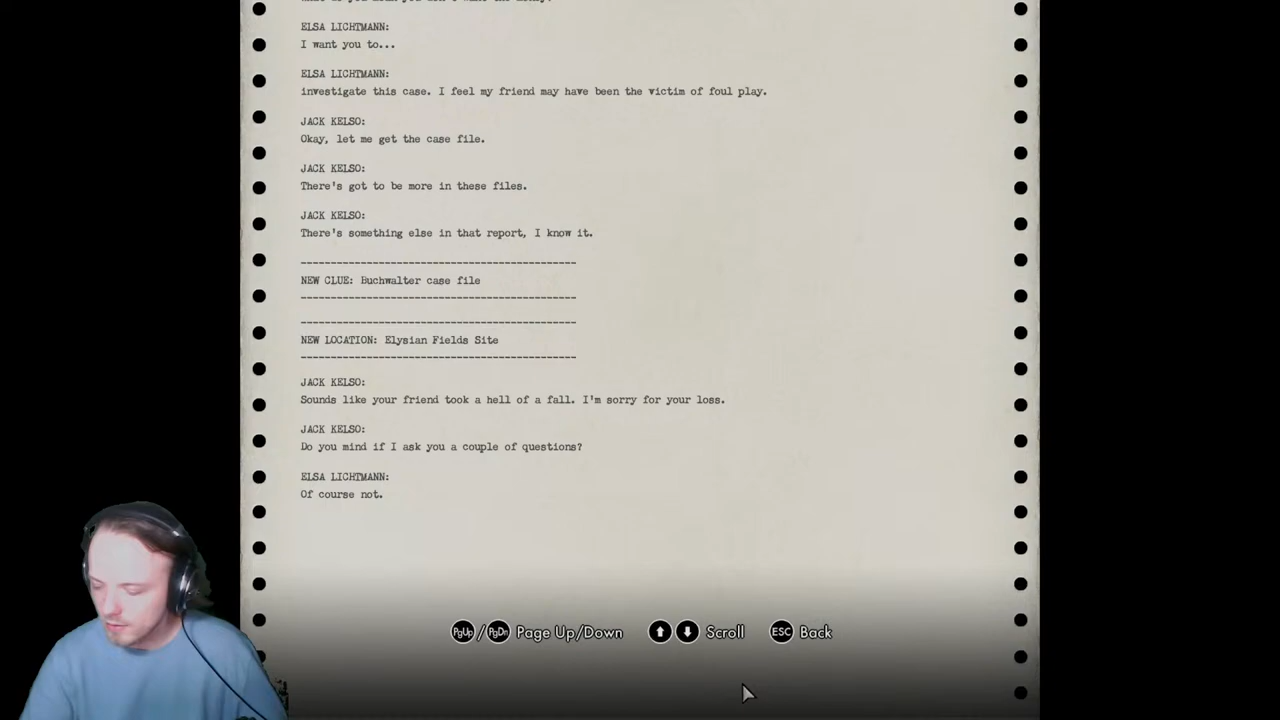 ELSA LICHTMANN:
I want you to...
ELSA LICHTMANN:
investigate this case. I feel my friend may have been the victim of foul play.
JACK KELSO:
Okay, let me get the case file.
JACK KELSO:
There's got to be more in these files.
JACK KELSO:
There's something else in that report, I know it.
----------------------------------------------
NEW CLUE: Buchwalter case file
----------------------------------------------
----------------------------------------------
NEW LOCATION: Elysian Fields Site
----------------------------------------------
JACK KELSO:
Sounds like your friend took a hell of a fall. I'm sorry for your loss.
JACK KELSO:
Do you mind if I ask you a couple of questions?
ELSA LICHTMANN:
Of course not.
PgUp/PgDn Page Up/Down Scroll ESC Back